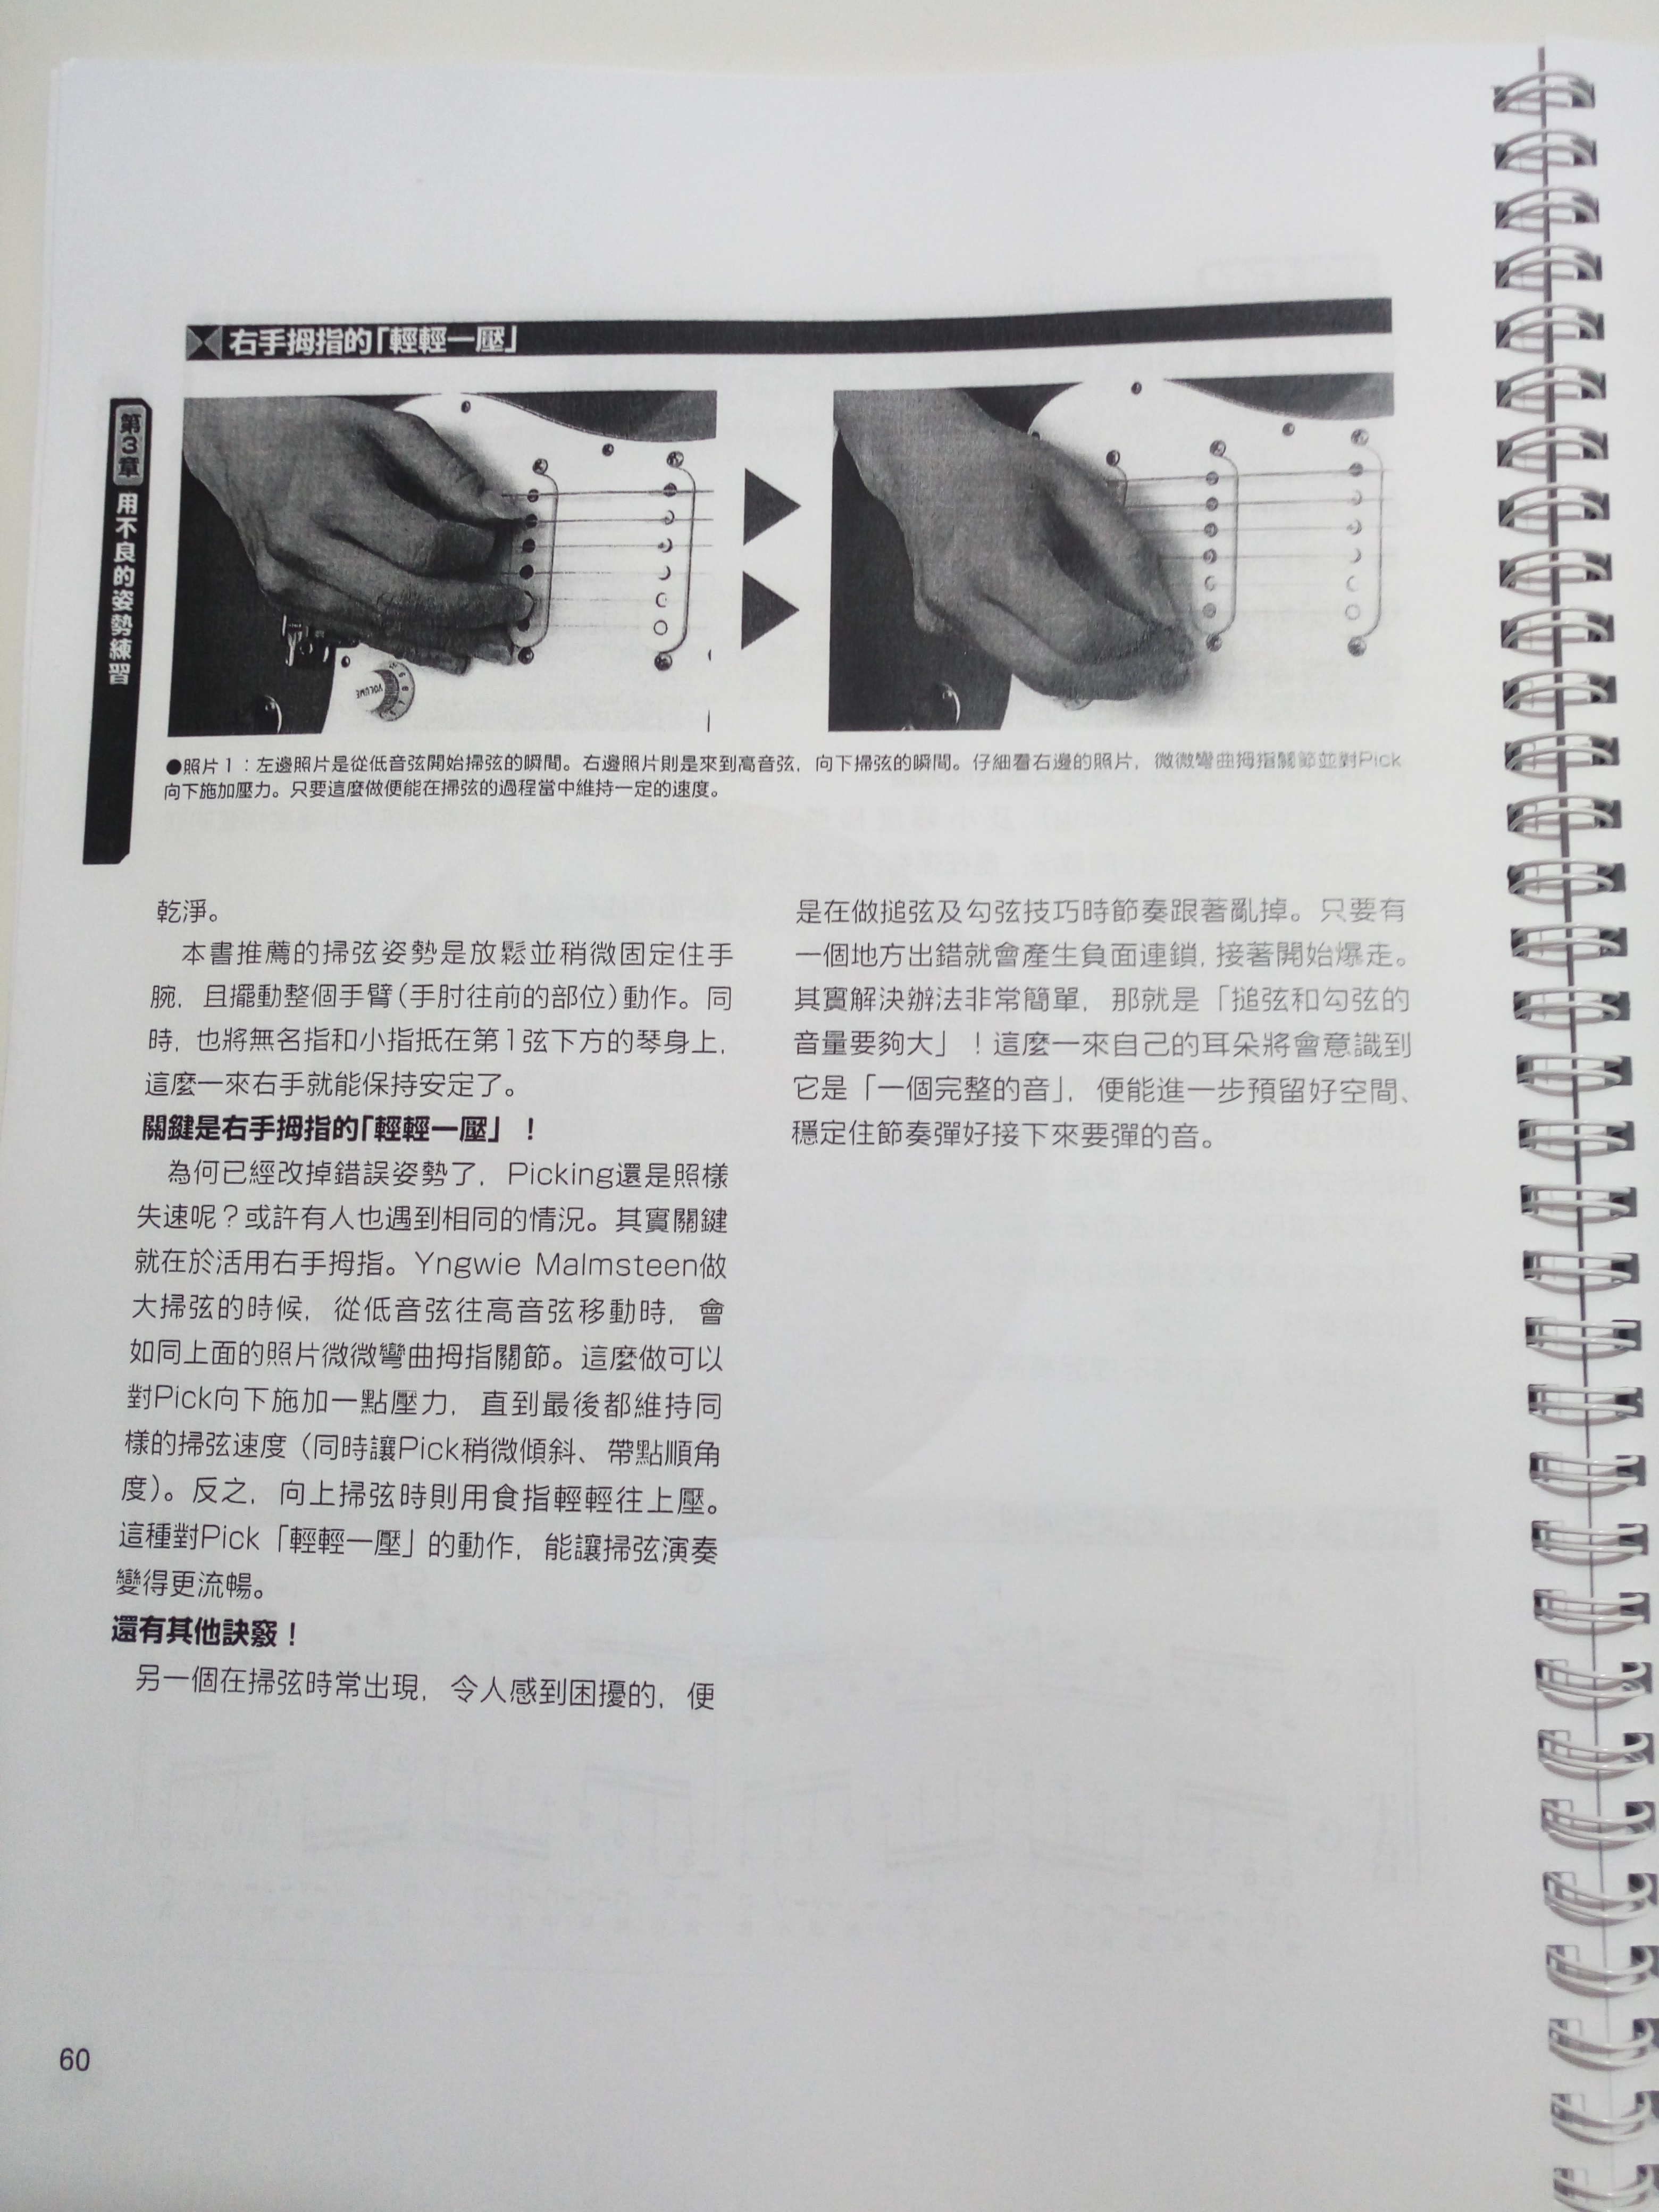 右手拇指的「輕輕一壓」
第3章 用不良的姿勢練習
VOLUME
●照片1：左邊照片是從低音弦開始掃弦的瞬間。右邊照片則是來到高音弦，向下掃弦的瞬間。仔細看右邊的照片，微微彎曲拇指關節並對Pick
向下施加壓力。只要這麼做便能在掃弦的過程當中維持一定的速度。
乾淨。
本書推薦的掃弦姿勢是放鬆並稍微固定住手
腕，且擺動整個手臂(手肘往前的部位)動作。同
時，也將無名指和小指抵在第1弦下方的琴身上，
這麼一來右手就能保持安定了。
關鍵是右手拇指的「輕輕一壓」！
為何已經改掉錯誤姿勢了，Picking還是照樣
失速呢？或許有人也遇到相同的情況。其實關鍵
就在於活用右手拇指。Yngwie Malmsteen做
大掃弦的時候，從低音弦往高音弦移動時，會
如同上面的照片微微彎曲拇指關節。這麼做可以
對Pick向下施加一點壓力，直到最後都維持同
樣的掃弦速度（同時讓Pick稍微傾斜、帶點順角
度）。反之，向上掃弦時則用食指輕輕往上壓。
這種對Pick「輕輕一壓」的動作，能讓掃弦演奏
變得更流暢。
還有其他訣竅！
另一個在掃弦時常出現，令人感到困擾的，便
是在做搥弦及勾弦技巧時節奏跟著亂掉。只要有
一個地方出錯就會產生負面連鎖，接著開始爆走。
其實解決辦法非常簡單，那就是「搥弦和勾弦的
音量要夠大」！這麼一來自己的耳朵將會意識到
它是「一個完整的音」，便能進一步預留好空間、
穩定住節奏彈好接下來要彈的音。
60